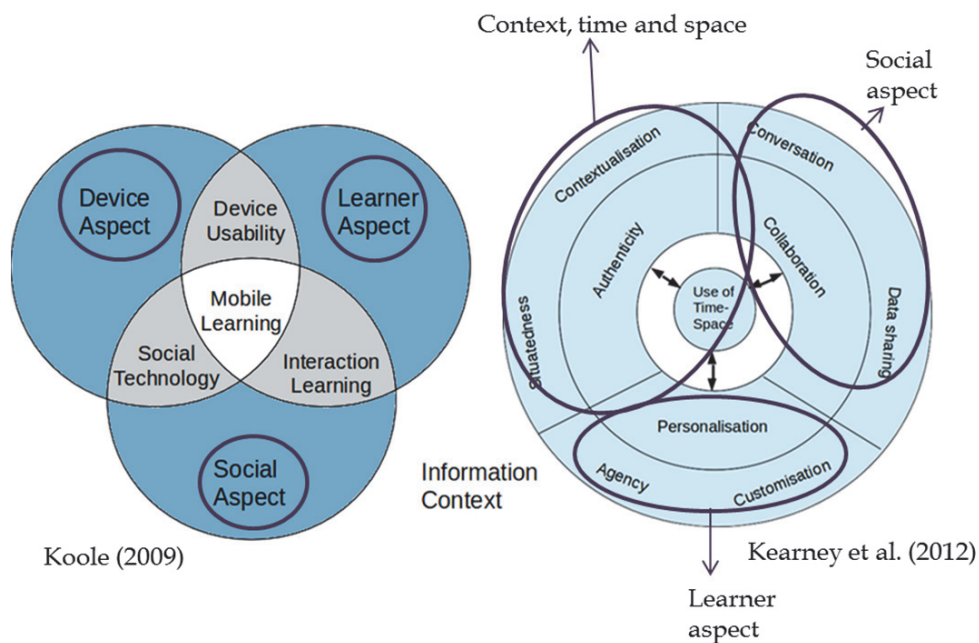 Context, time and space
Social
aspect
Device
Aspect
Device
Usability
Learner
Aspect
Mobile
Learning
Social
Technology
Interaction
Learning
Social
Aspect
Information
Context
Koole (2009)
Contextualisation
Conversation
Authenticity
Collaboration
Use of
Time-
Space
Situatedness
Data sharing
Personalisation
Agency
Customisation
Kearney et al. (2012)
Learner
aspect